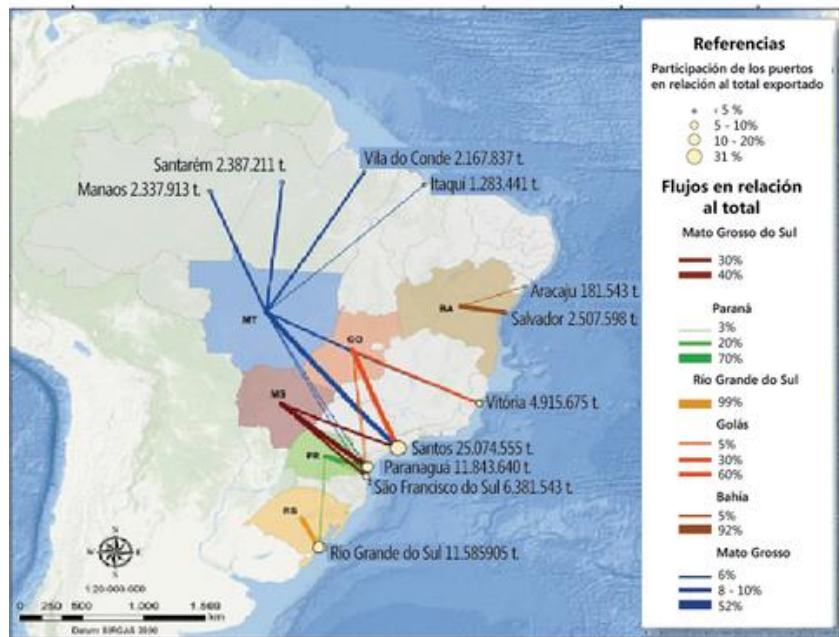 Santarém 2.387.211 t.
Manaos 2.337.913 t.
Vila do Conde 2.167.837 t.
Itaquí 1.283.441 t.
Aracaju 181.543 t.
Salvador 2.507.598 t.
Vitória 4.915.675 t.
Santos 25.074.555 t.
Paranaguá 11.843.640 t.
São Francisco do Sul 6.381.543 t.
Río Grande do Sul 11.585905 t.
MT
GO
BA
MS
PR
RS
N
W
E
S
1:20.000.000
0 250 500 1.000 1.500
km
Datum SIRGAS 2000
Referencias
Participación de los puertos
en relación al total exportado
‹ 5 %
5 - 10%
10 - 20%
31 %
Flujos en relación
al total
Mato Grosso do Sul
30%
40%
Paraná
3%
20%
70%
Río Grande do Sul
99%
Goiás
5%
30%
60%
Bahía
5%
92%
Mato Grosso
6%
8 - 10%
52%